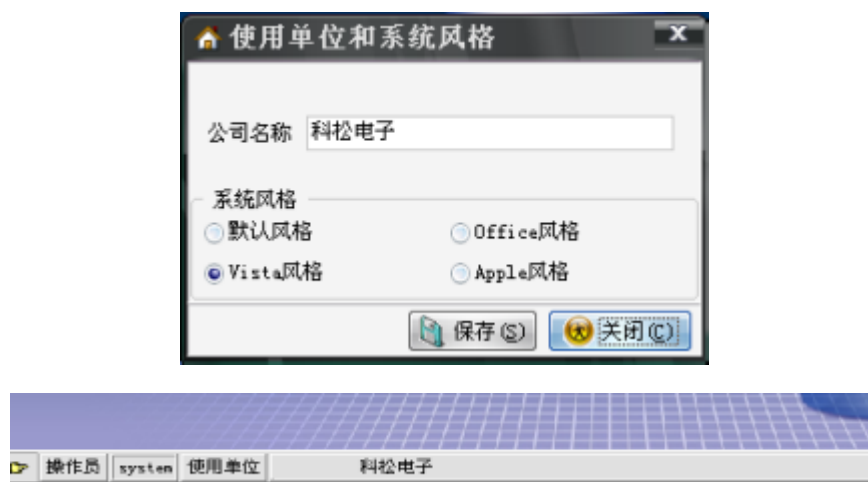 使用单位和系统风格
公司名称 科松电子
系统风格
默认风格 Office风格
Vista风格 Apple风格
保存(S) 关闭(C)
操作员 system 使用单位 科松电子